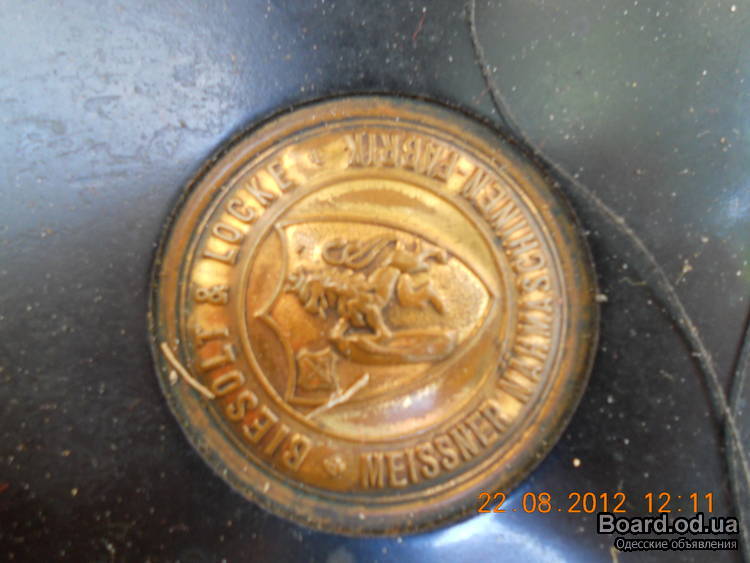 BIESOLT & LOCKE
MEISSNER NÄHMASCHINEN-FABRIK
22.08.2012 12:11
Board.od.ua
Одесские объявления